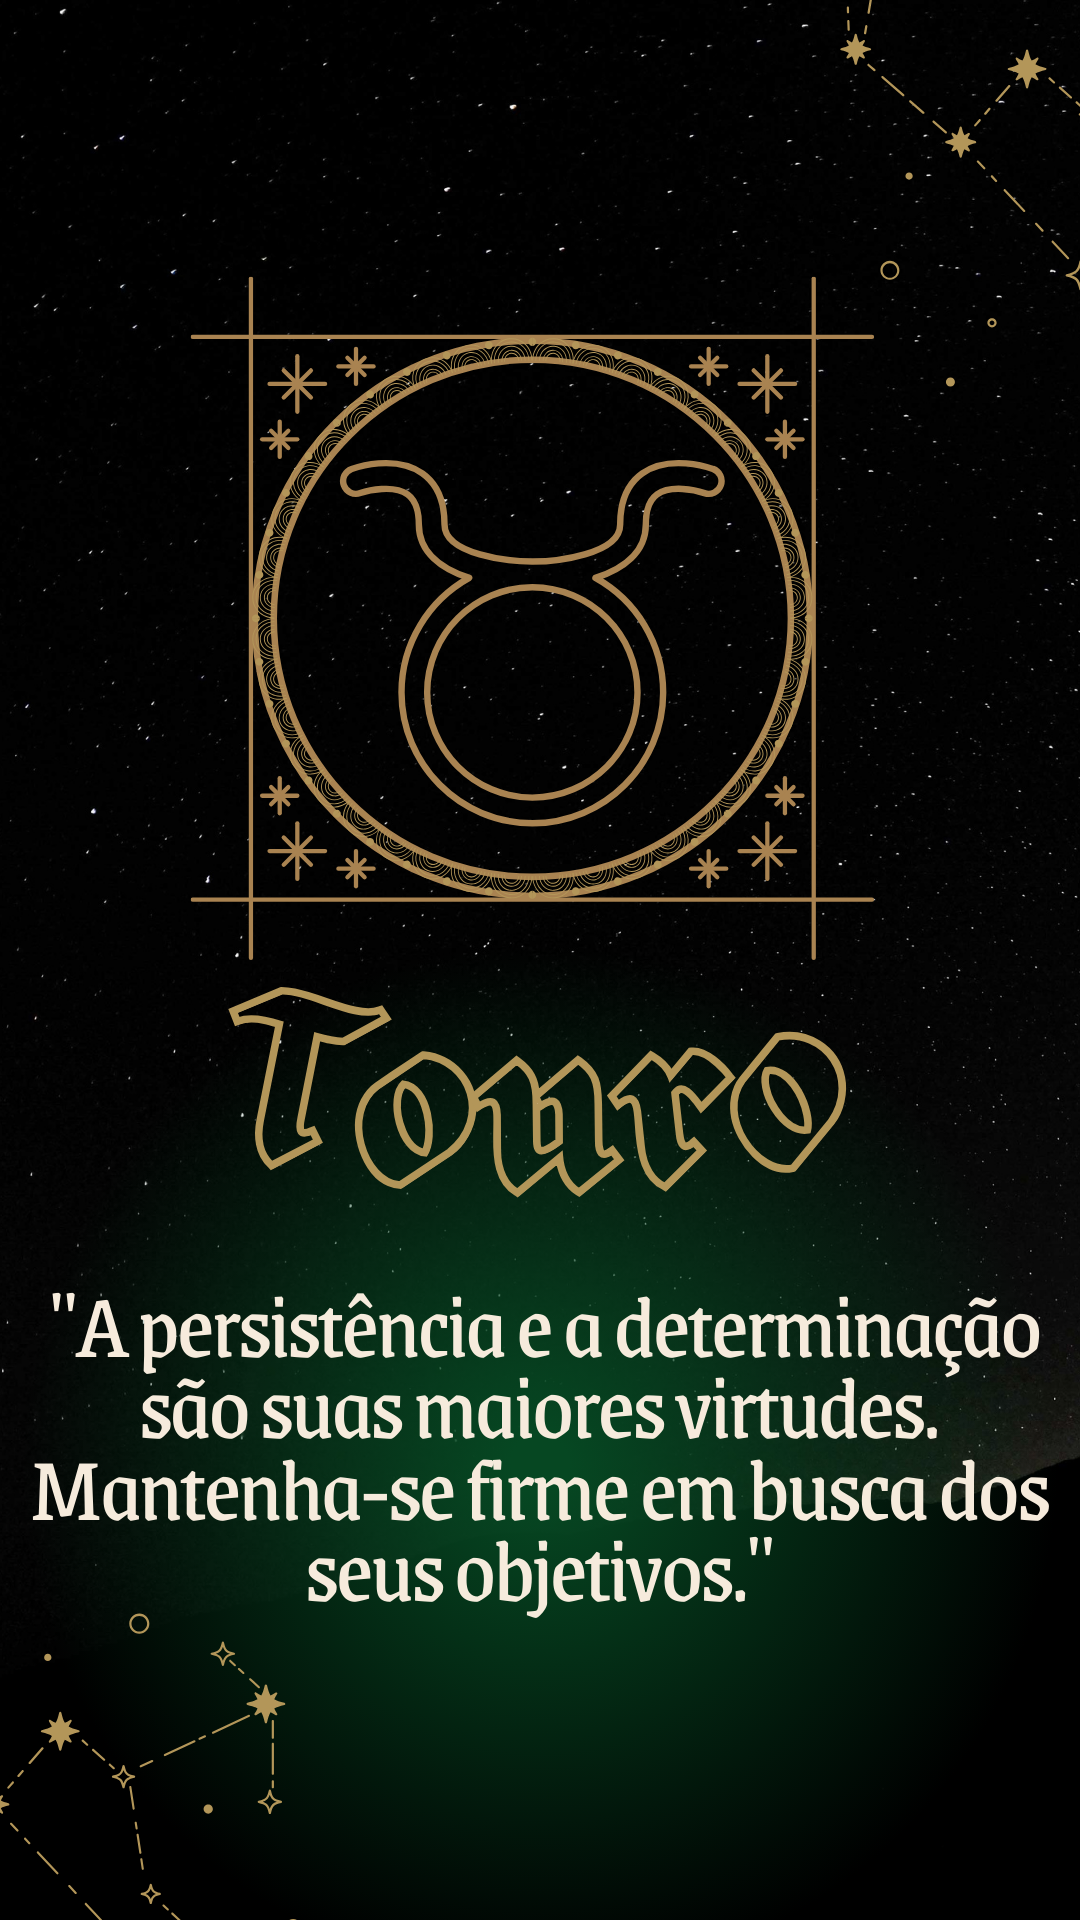 Touro
"A persistência e a determinação
são suas maiores virtudes.
Mantenha-se firme em busca dos
seus objetivos."